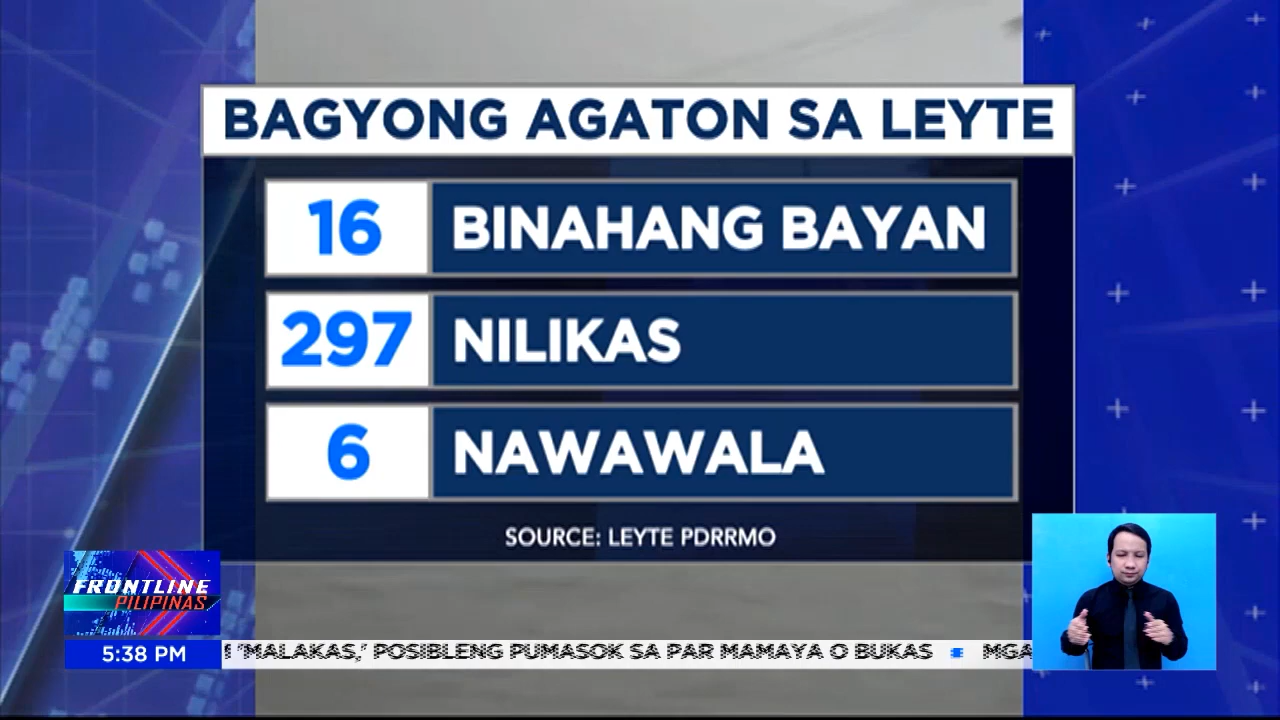 BAGYONG AGATON SA LEYTE
16 BINAHANG BAYAN
297 NILIKAS
6 NAWAWALA
SOURCE: LEYTE PDRRMO
FRONTLINE
PILIPINAS
5:38 PM
"MALAKAS," POSIBLENG PUMASOK SA PAR MAMAYA O BUKAS MGA